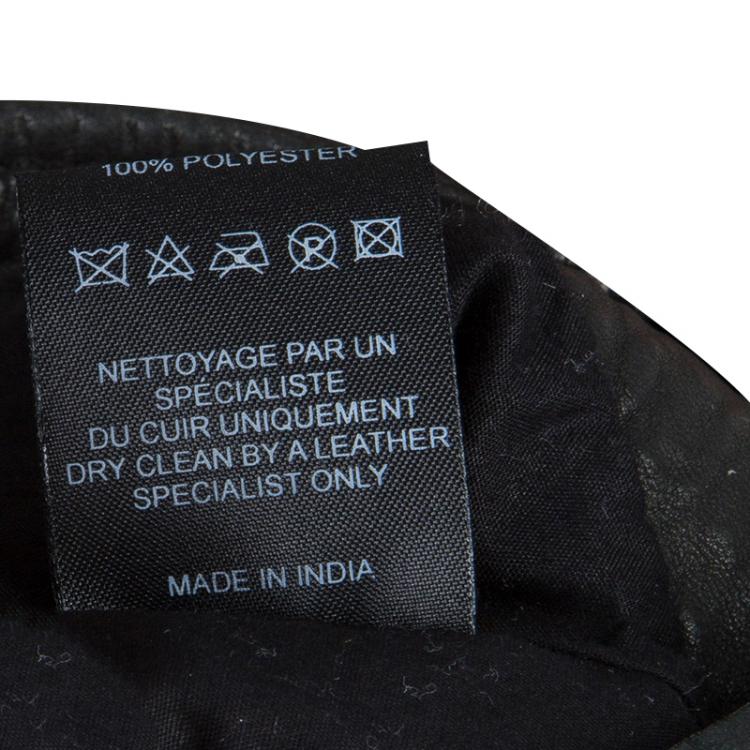 100% POLYESTER
R
NETTOYAGE PAR UN
SPÉCIALISTE
DU CUIR UNIQUEMENT
DRY CLEAN BY A LEATHER
SPECIALIST ONLY
MADE IN INDIA